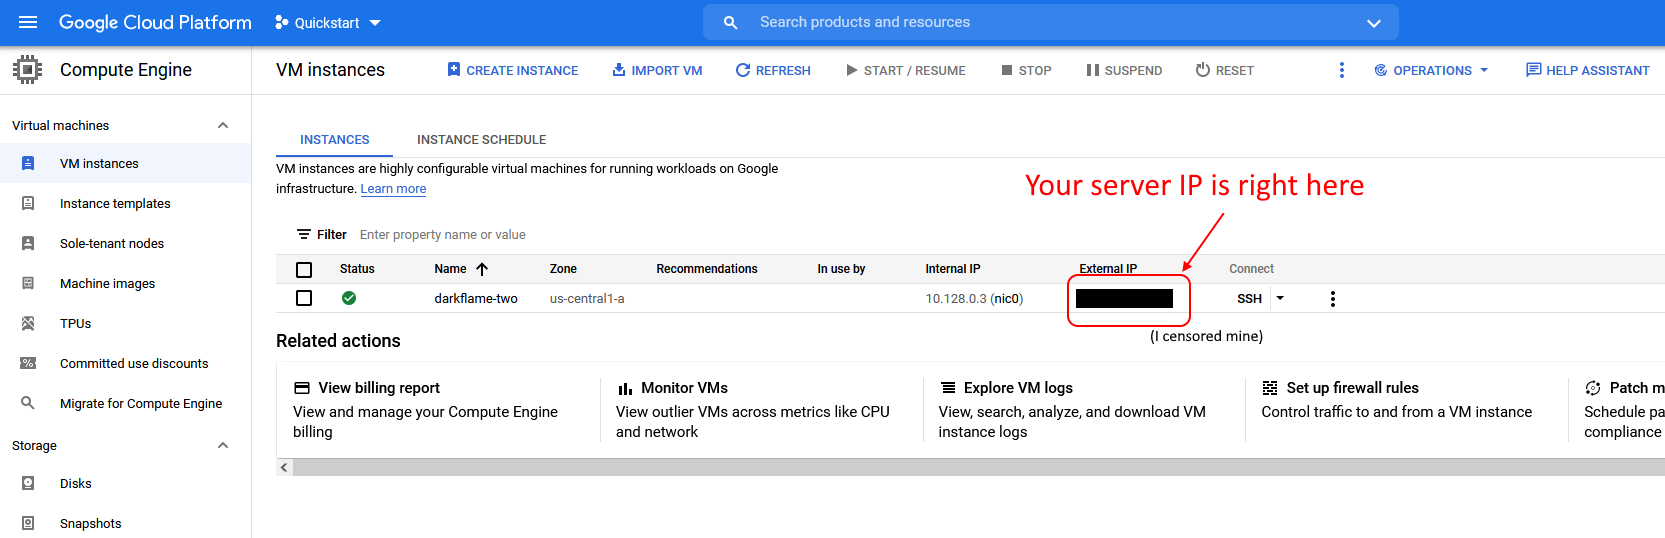 Google Cloud Platform
Quickstart
Search products and resources
Compute Engine
VM instances
CREATE INSTANCE
IMPORT VM
REFRESH
START / RESUME
STOP
SUSPEND
RESET
OPERATIONS
HELP ASSISTANT
Virtual machines
VM instances
Instance templates
Sole-tenant nodes
Machine images
TPUs
Committed use discounts
Migrate for Compute Engine
Storage
Disks
Snapshots
INSTANCES
INSTANCE SCHEDULE
VM instances are highly configurable virtual machines for running workloads on Google
infrastructure. Learn more
Your server IP is right here
Filter Enter property name or value
Status Name Zone Recommendations In use by Internal IP External IP Connect
darkflame-two us-central1-a 10.128.0.3 (nic0) SSH
(I censored mine)
Related actions
View billing report
View and manage your Compute Engine
billing
Monitor VMs
View outlier VMs across metrics like CPU
and network
Explore VM logs
View, search, analyze, and download VM
instance logs
Set up firewall rules
Control traffic to and from a VM instance
Patch m
Schedule pa
compliance